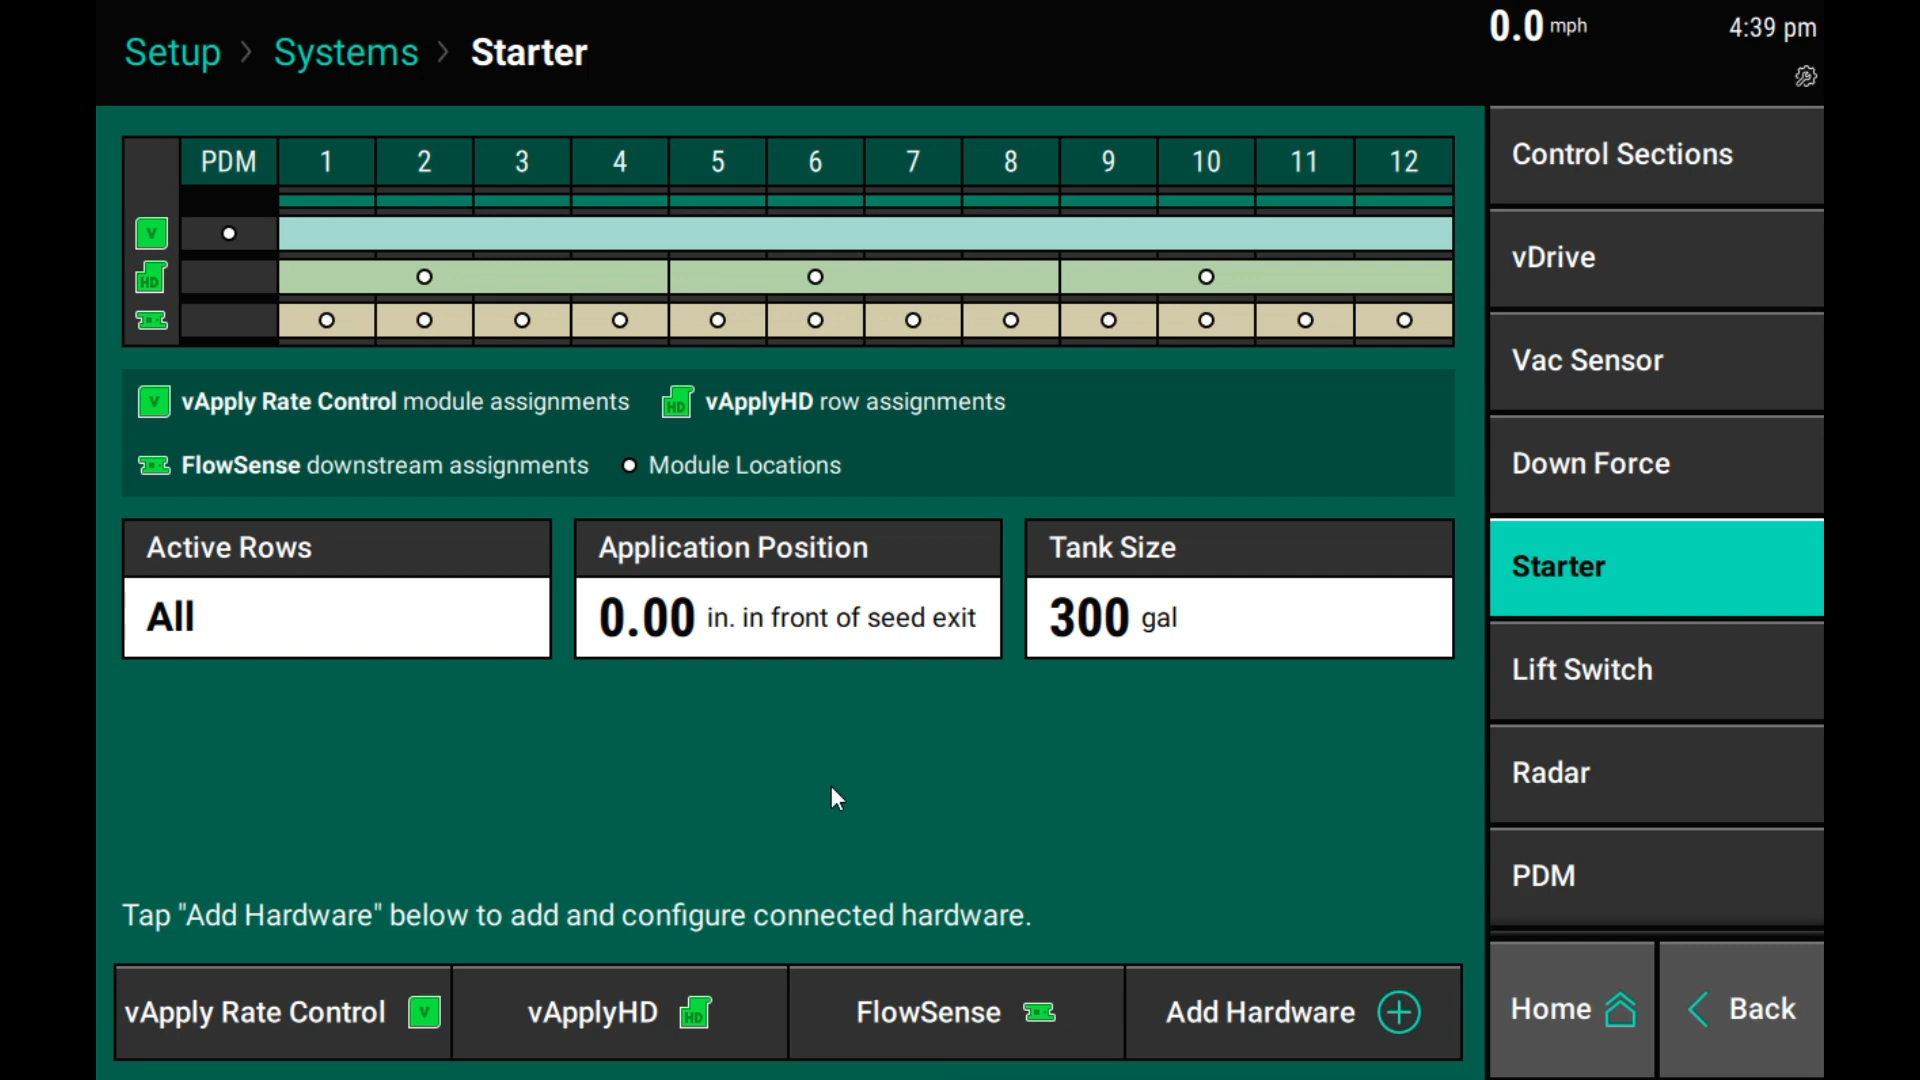 Setup > Systems > Starter
0.0 mph
4:39 pm
PDM 1 2 3 4 5 6 7 8 9 10 11 12
V
HD
V vApply Rate Control module assignments HD vApplyHD row assignments
FlowSense downstream assignments Module Locations
Active Rows
All
Application Position
0.00 in. in front of seed exit
Tank Size
300 gal
Tap "Add Hardware" below to add and configure connected hardware.
vApply Rate Control V
vApplyHD HD
FlowSense
Add Hardware
Control Sections
vDrive
Vac Sensor
Down Force
Starter
Lift Switch
Radar
PDM
Home
Back